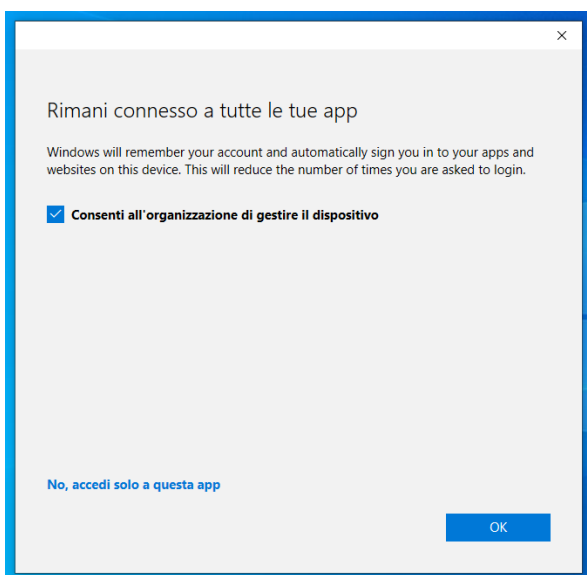 Rimani connesso a tutte le tue app
Windows will remember your account and automatically sign you in to your apps and
websites on this device. This will reduce the number of times you are asked to login.
Consenti all'organizzazione di gestire il dispositivo
No, accedi solo a questa app
OK